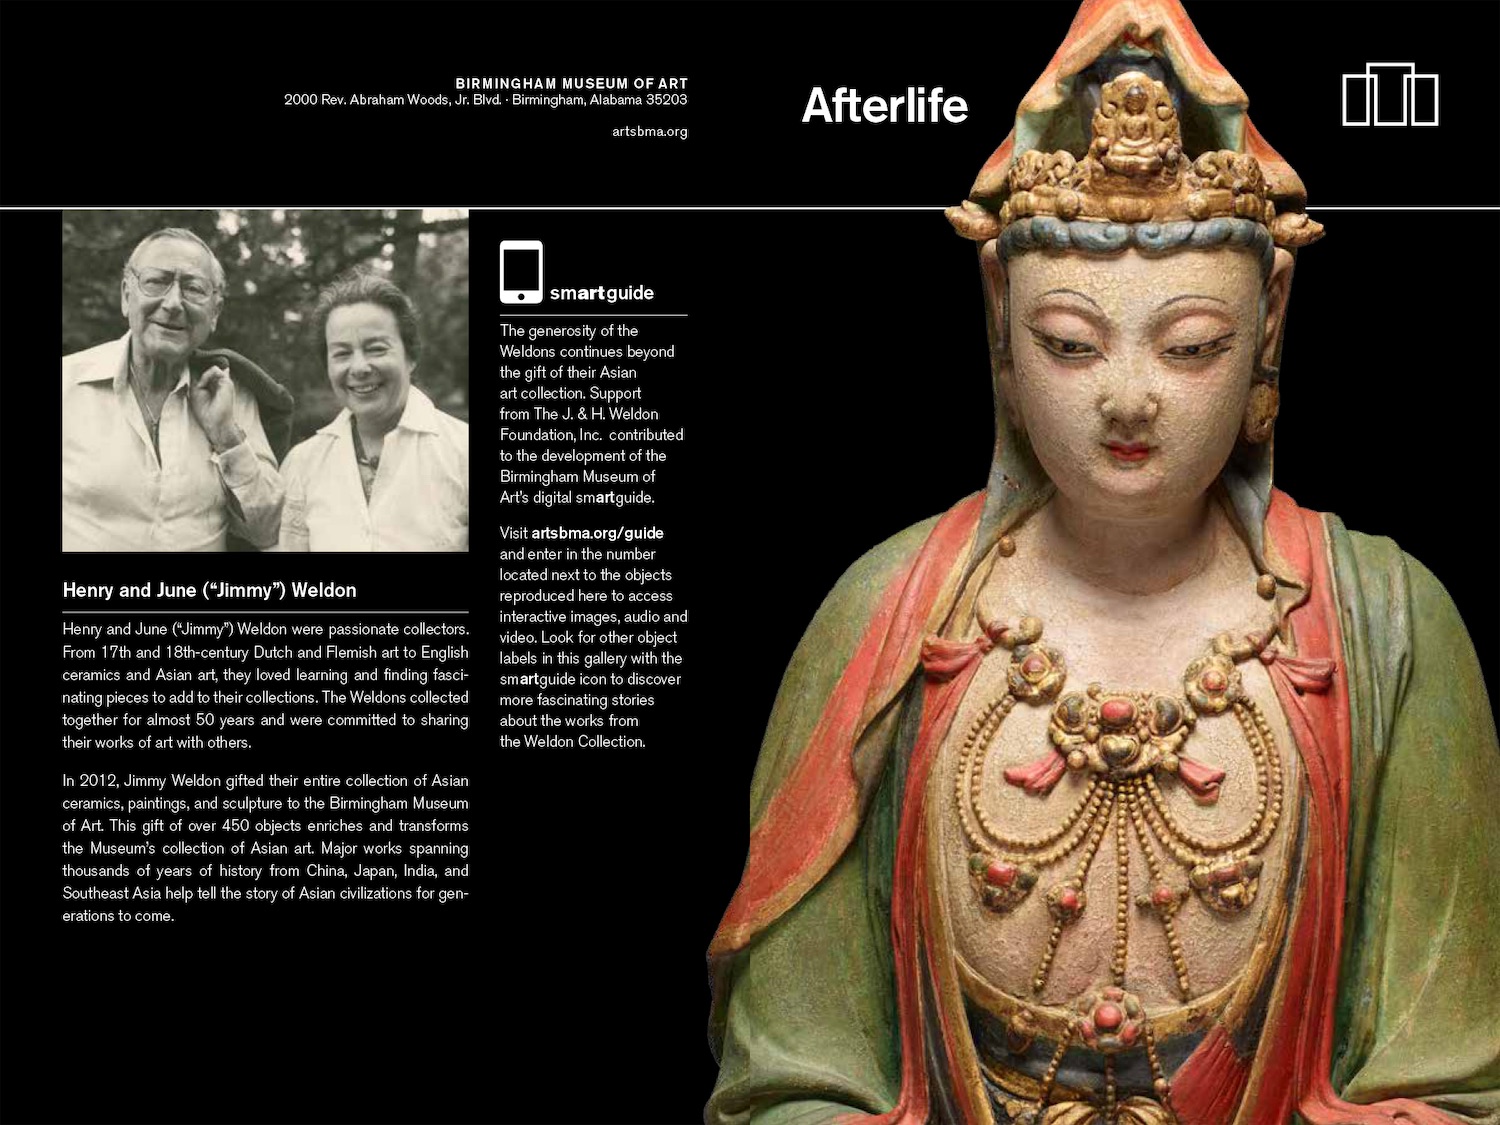 BIRMINGHAM MUSEUM OF ART
2000 Rev. Abraham Woods, Jr. Blvd. · Birmingham, Alabama 35203
artsbma.org
Afterlife
Henry and June (“Jimmy”) Weldon
Henry and June (“Jimmy”) Weldon were passionate collectors.
From 17th and 18th-century Dutch and Flemish art to English
ceramics and Asian art, they loved learning and finding fasci-
nating pieces to add to their collections. The Weldons collected
together for almost 50 years and were committed to sharing
their works of art with others.
In 2012, Jimmy Weldon gifted their entire collection of Asian
ceramics, paintings, and sculpture to the Birmingham Museum
of Art. This gift of over 450 objects enriches and transforms
the Museum’s collection of Asian art. Major works spanning
thousands of years of history from China, Japan, India, and
Southeast Asia help tell the story of Asian civilizations for gen-
erations to come.
smartguide
The generosity of the
Weldons continues beyond
the gift of their Asian
art collection. Support
from The J. & H. Weldon
Foundation, Inc. contributed
to the development of the
Birmingham Museum of
Art’s digital smartguide.
Visit artsbma.org/guide
and enter in the number
located next to the objects
reproduced here to access
interactive images, audio and
video. Look for other object
labels in this gallery with the
smartguide icon to discover
more fascinating stories
about the works from
the Weldon Collection.